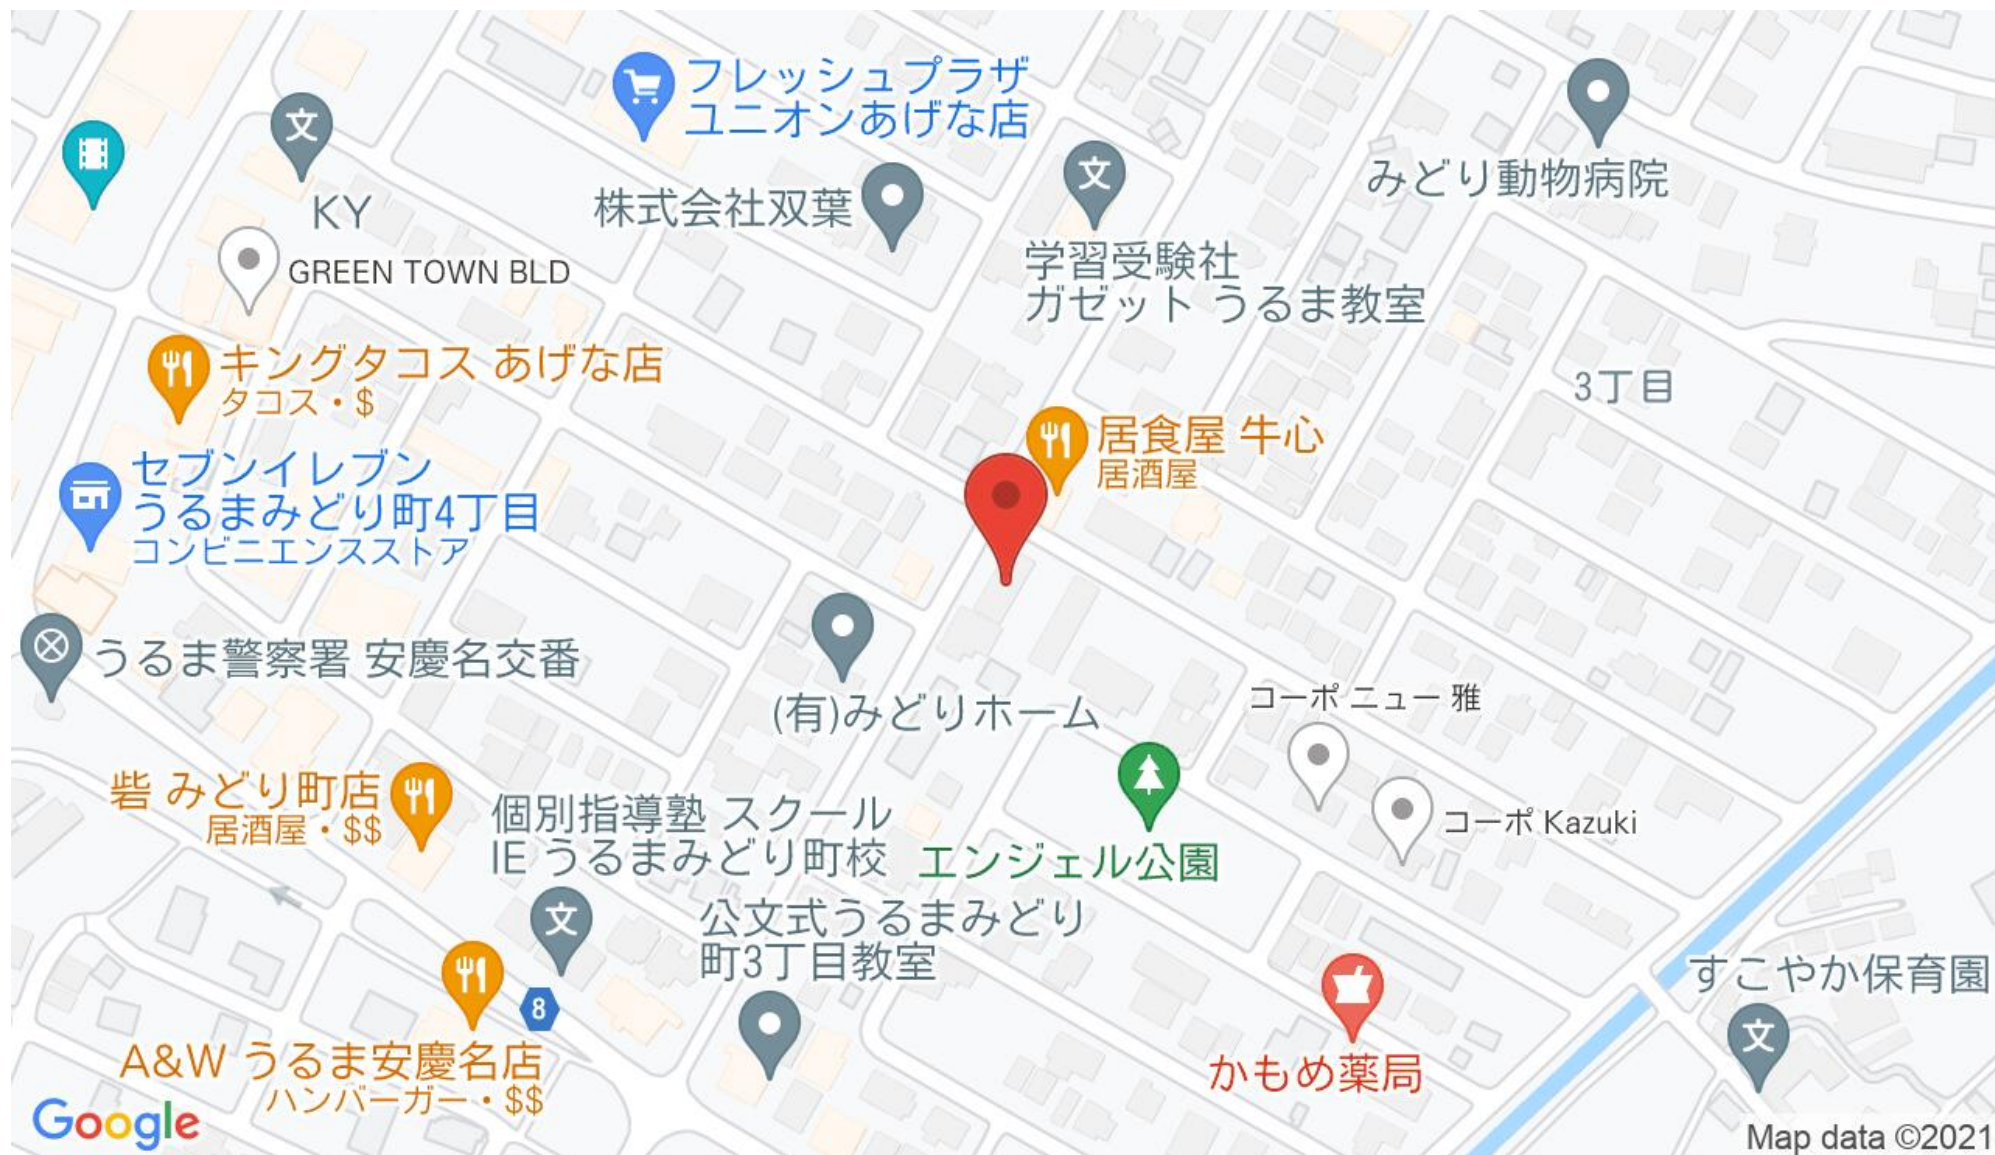 フレッシュプラザ
ユニオンあげな店
文
KY
株式会社双葉
文
学習受験社
ガゼット うるま教室
みどり動物病院
GREEN TOWN BLD
キングタコス あげな店
タコス・$
3丁目
居食屋 牛心
居酒屋
セブンイレブン
うるまみどり町4丁目
コンビニエンスストア
うるま警察署 安慶名交番
(有)みどりホーム
コーポ ニュー 雅
コーポ Kazuki
砦 みどり町店
居酒屋・$$
個別指導塾 スクール
IE うるまみどり町校
文
エンジェル公園
公文式うるまみどり
町3丁目教室
8
A&W うるま安慶名店
ハンバーガー・$$
かもめ薬局
すこやか保育園
文
Google
Map data ©2021